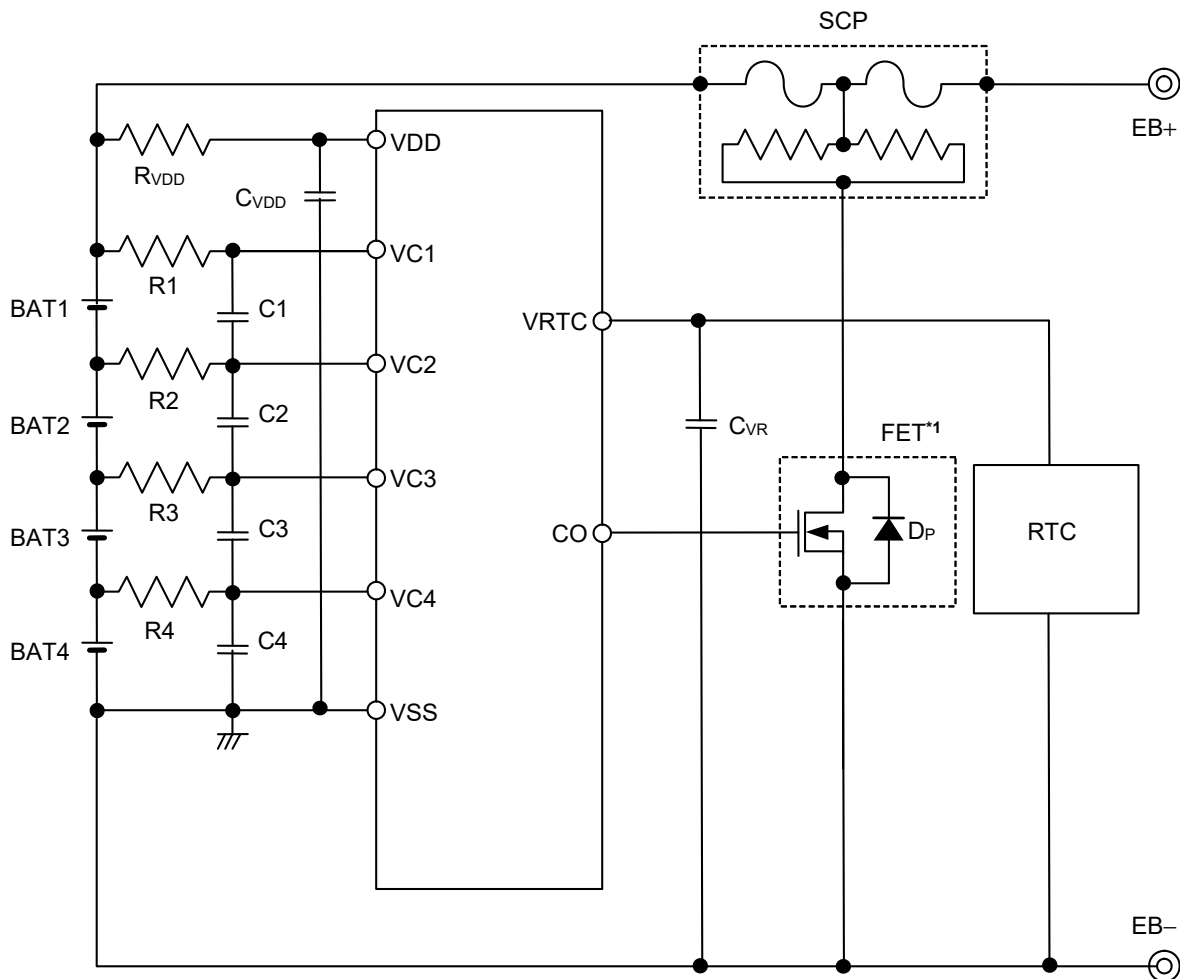 SCP
EB+
VDD
RVDD
CVDD
VC1
R1
BAT1
C1
VRTC
VC2
R2
C2
BAT2
CVR
FET*1
VC3
R3
C3
CO
DP
RTC
BAT3
VC4
R4
C4
BAT4
VSS
EB−